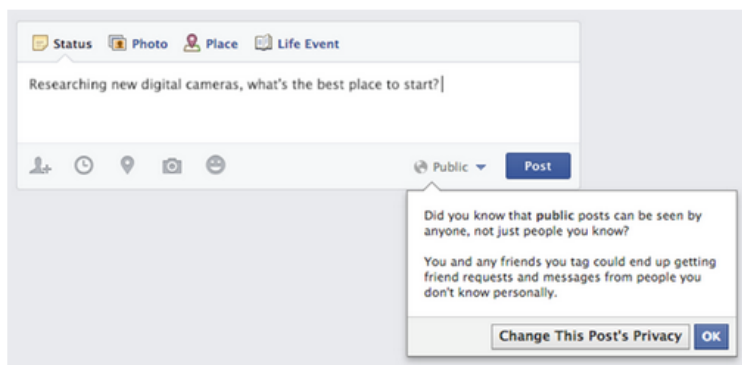 Status Photo Place Life Event
Researching new digital cameras, what's the best place to start?
Public Post
Did you know that public posts can be seen by
anyone, not just people you know?
You and any friends you tag could end up getting
friend requests and messages from people you
don't know personally.
Change This Post's Privacy OK